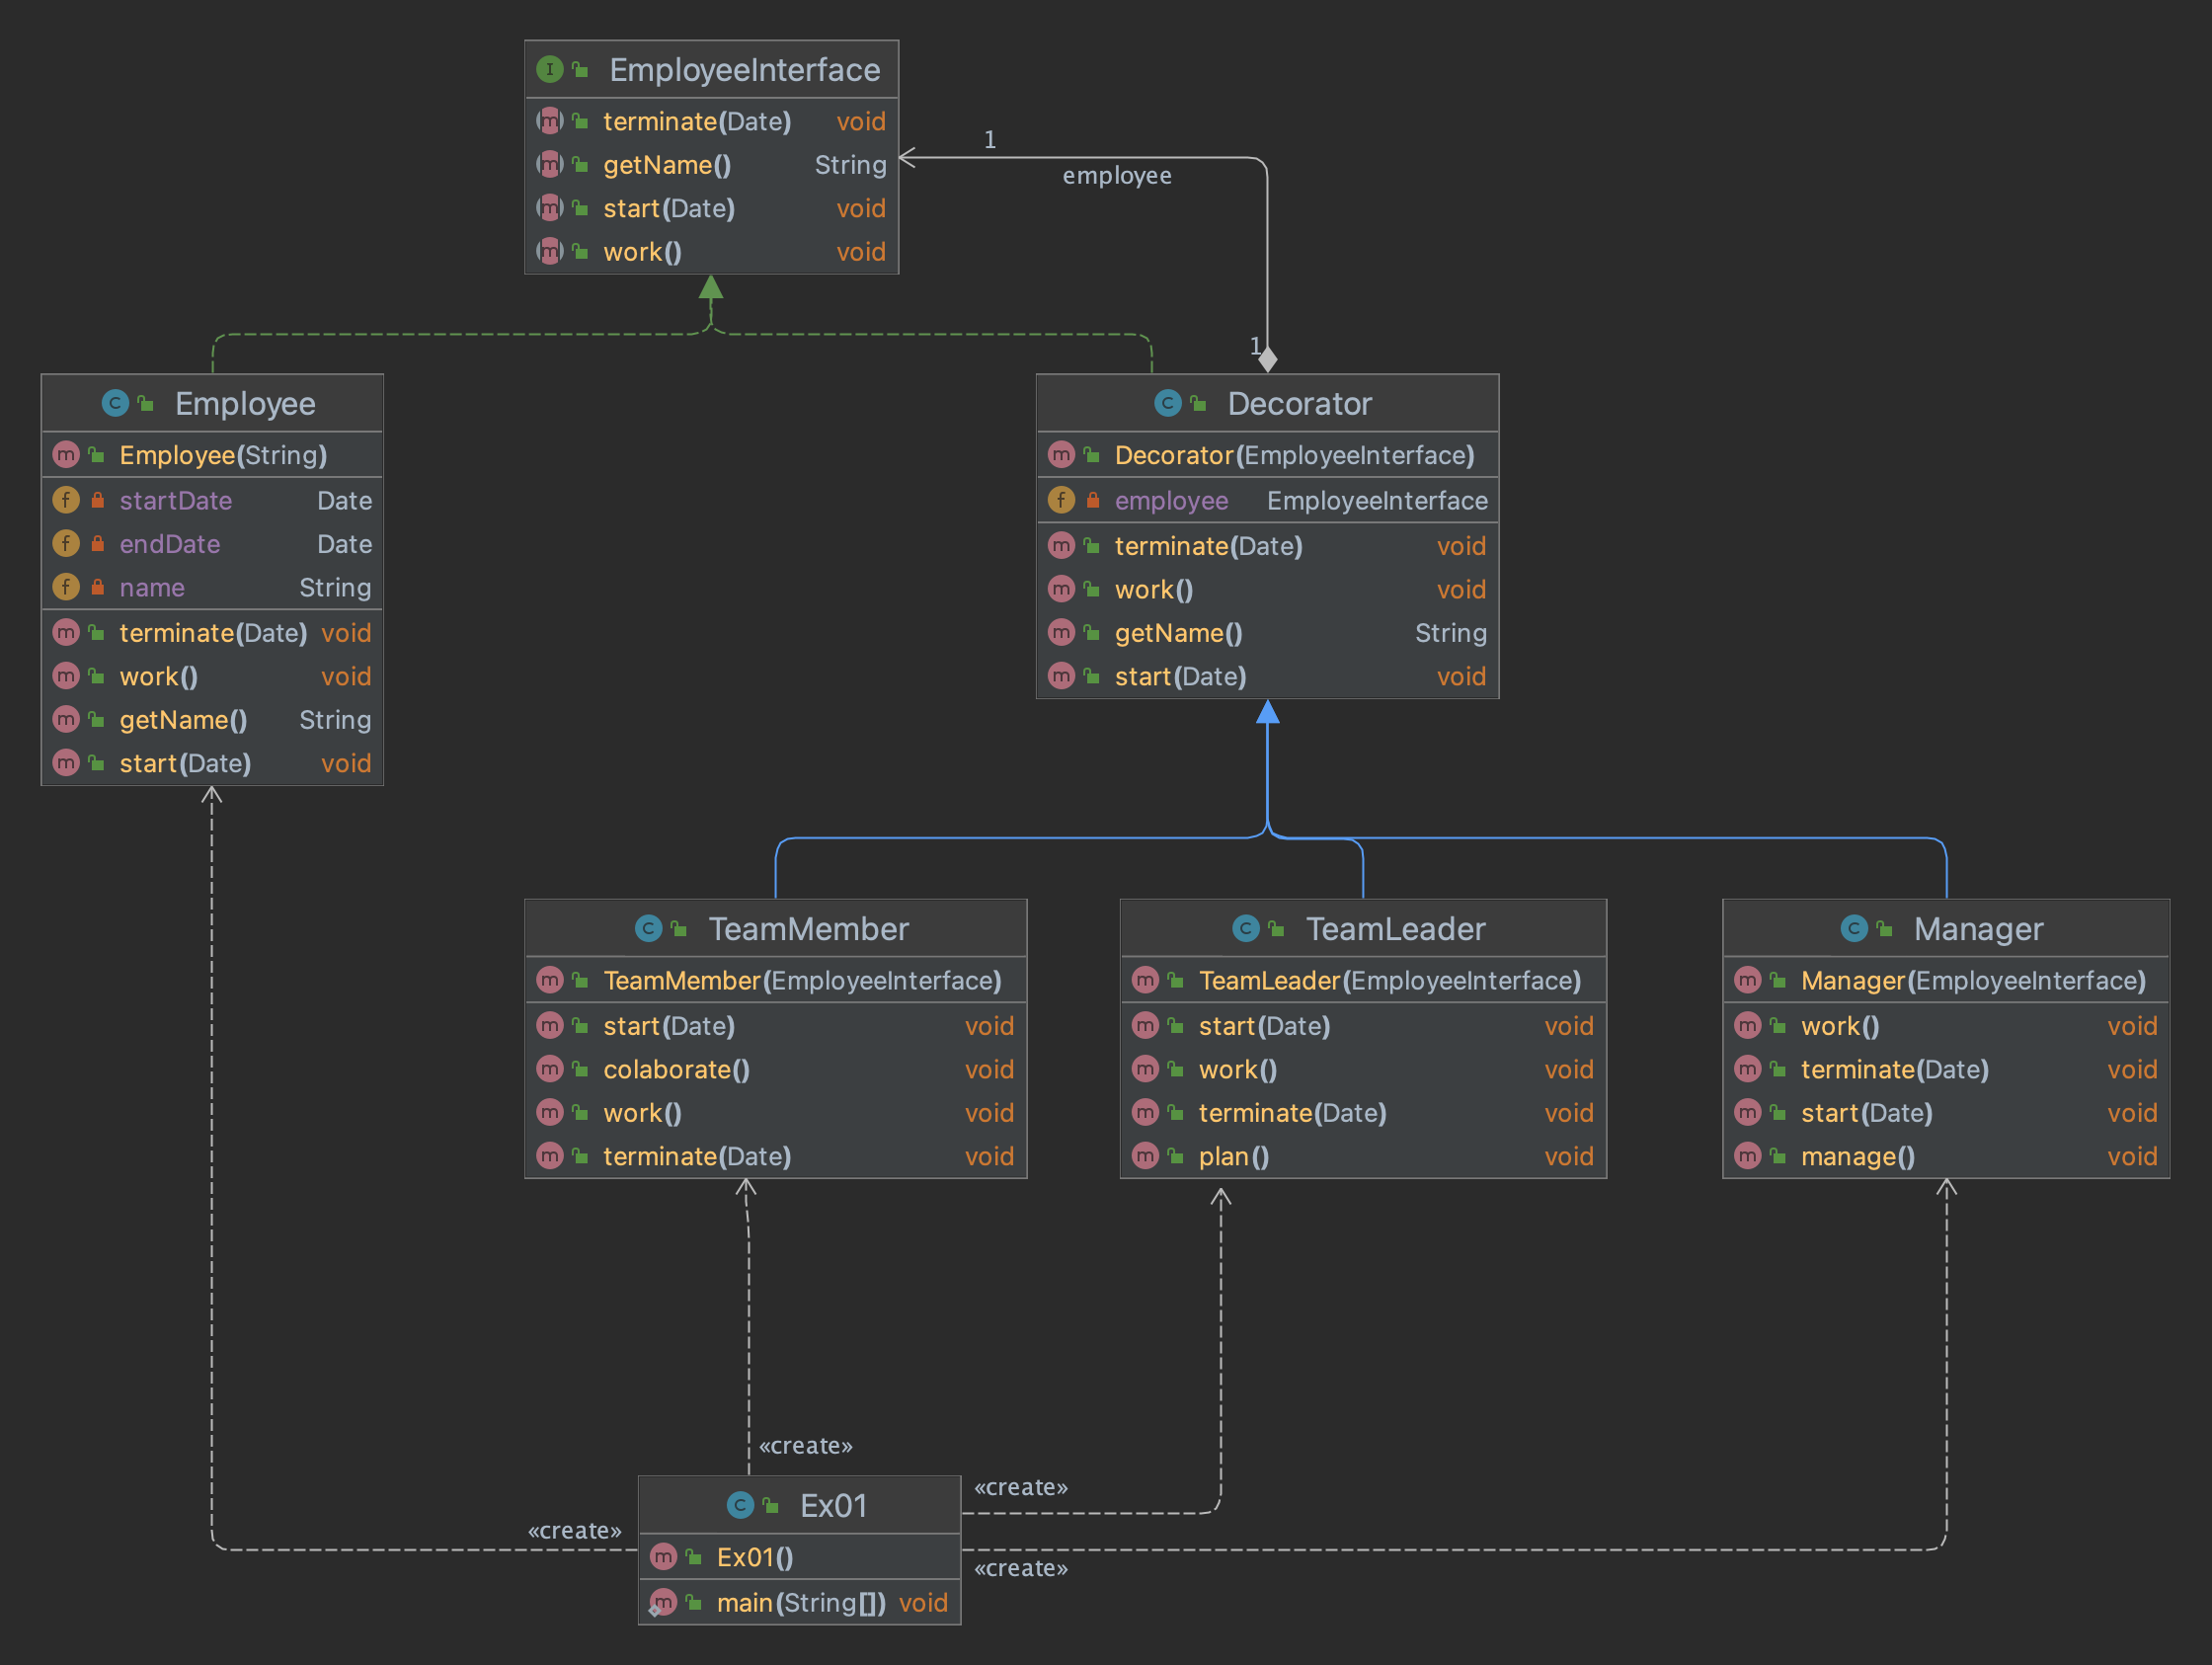 EmployeeInterface
terminate(Date) void
getName() String
start(Date) void
work() void
1
employee
1
Employee
Employee(String)
startDate Date
endDate Date
name String
terminate(Date) void
work() void
getName() String
start(Date) void
Decorator
Decorator(EmployeeInterface)
employee EmployeeInterface
terminate(Date) void
work() void
getName() String
start(Date) void
TeamMember
TeamMember(EmployeeInterface)
start(Date) void
colaborate() void
work() void
terminate(Date) void
TeamLeader
TeamLeader(EmployeeInterface)
start(Date) void
work() void
terminate(Date) void
plan() void
Manager
Manager(EmployeeInterface)
work() void
terminate(Date) void
start(Date) void
manage() void
«create»
«create»
«create»
«create»
Ex01
Ex01()
main(String[]) void